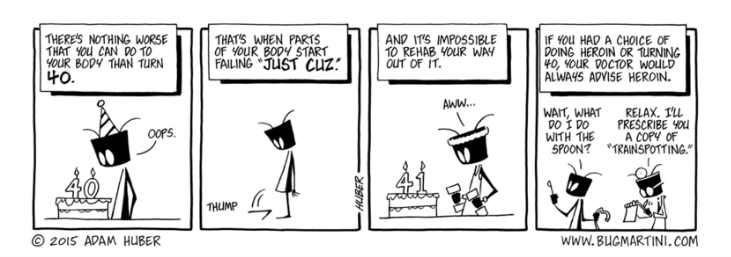 THERE'S NOTHING WORSE
THAT YOU CAN DO TO
YOUR BODY THAN TURN
40.
OOPS.
40
THAT'S WHEN PARTS
OF YOUR BODY START
FAILING "JUST CUZ."
THUMP
HUBER
AND IT'S IMPOSSIBLE
TO REHAB YOUR WAY
OUT OF IT.
AWW...
41
IF YOU HAD A CHOICE OF
DOING HEROIN OR TURNING
40, YOUR DOCTOR WOULD
ALWAYS ADVISE HEROIN.
WAIT, WHAT
DO I DO
WITH THE
SPOON?
RELAX. I'LL
PRESCRIBE YOU
A COPY OF
"TRAINSPOTTING."
© 2015 ADAM HUBER
WWW.BUGMARTINI.COM